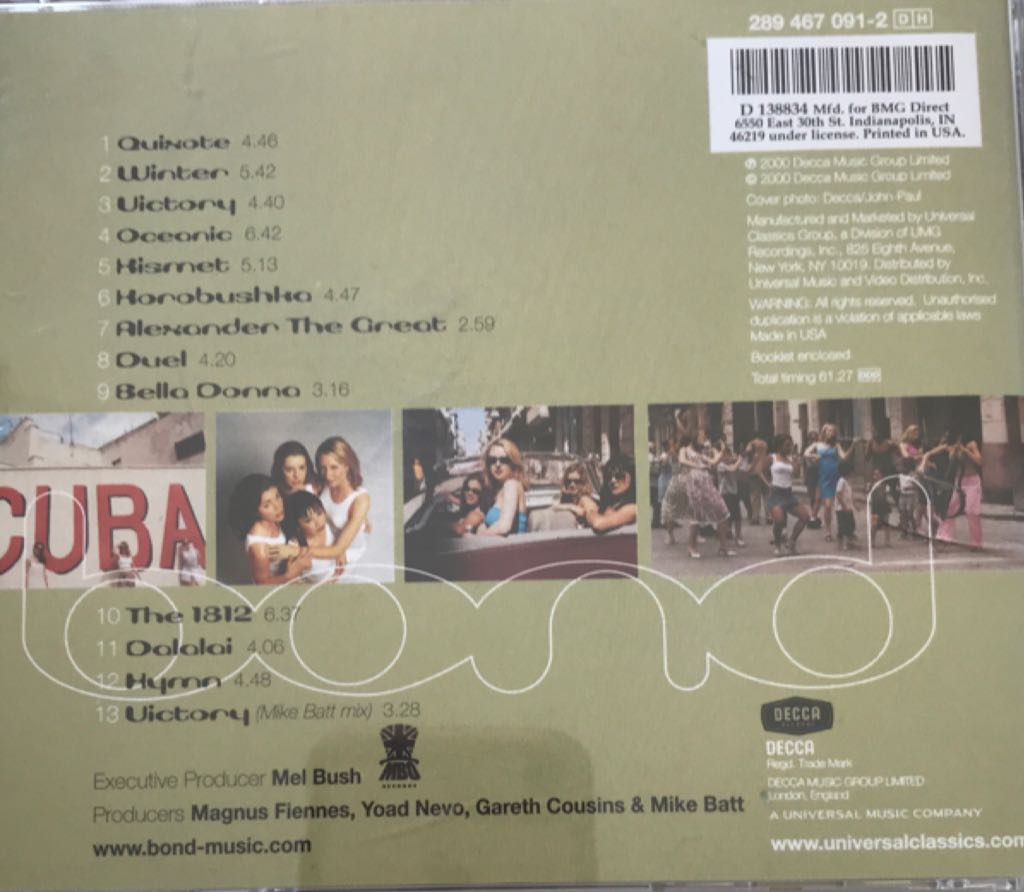 289 467 091-2 DH
D 138834 Mfd. for BMG Direct
6550 East 30th St. Indianapolis, IN
46219 under license. Printed in USA.
1 Quixote 4.46
2 Winter 5.42
3 Victory 4.40
4 Oceanic 6.42
5 Kismet 5.13
6 Korobushka 4.47
7 Alexander The Great 2.59
8 Duel 4.20
9 Bella Donna 3.16
℗ 2000 Decca Music Group Limited
© 2000 Decca Music Group Limited
Cover photo: Decca/John-Paul
Manufactured and Marketed by Universal
Classics Group, a Division of UMG
Recordings, Inc., 825 Eighth Avenue,
New York, NY 10019. Distributed by
Universal Music and Video Distribution, Inc.
WARNING: All rights reserved. Unauthorised
duplication is a violation of applicable laws
Made in USA
Booklet enclosed
Total timing 61.27 DDD
CUBA
bond
10 The 1812 6.37
11 Dalalai 4.06
12 Hymn 4.48
13 Victory (Mike Batt mix) 3.28
Executive Producer Mel Bush
MBO
RECORDS
Producers Magnus Fiennes, Yoad Nevo, Gareth Cousins & Mike Batt
www.bond-music.com
DECCA
DECCA
Regd. Trade Mark
DECCA MUSIC GROUP LIMITED
London, England
A UNIVERSAL MUSIC COMPANY
www.universalclassics.com